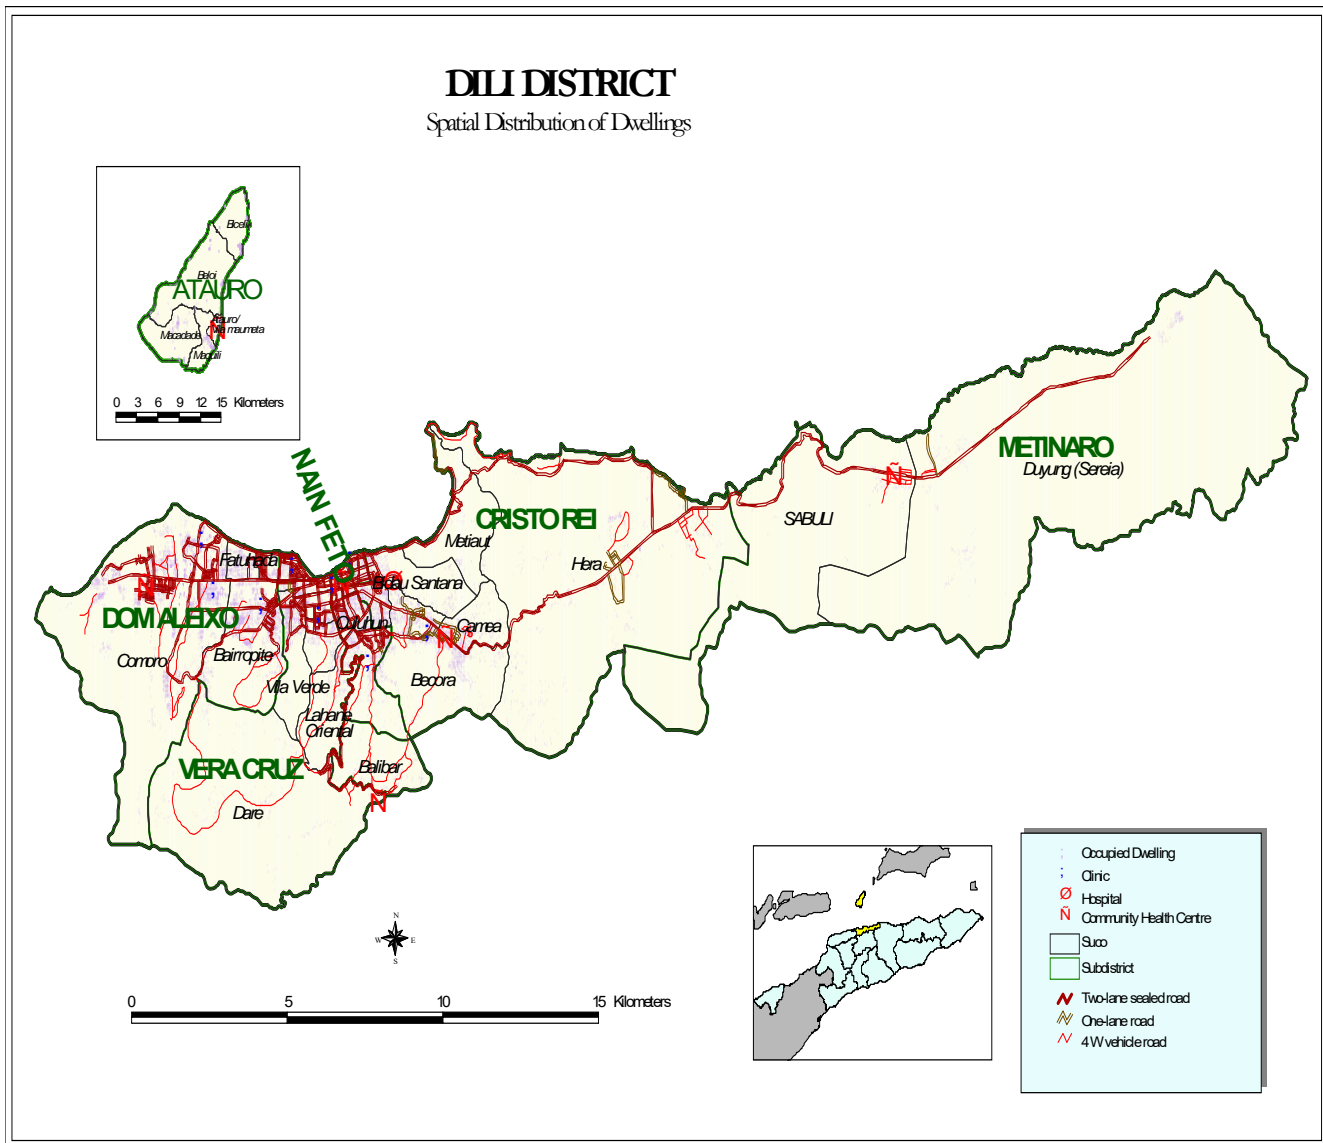 DILI DISTRICT
Spatial Distribution of Dwellings
Beloi
ATAURO
Macadade
Atauro/
Vila maumeta
Maquili
0 3 6 9 12 15 Kilometers
NAIN FETO
METINARO
Duyung (Sereia)
Ñ
CRISTO REI
SABULI
Metiaut
Hera
Fatuhada
Bidau Santana
DOM ALEIXO
Culuhun
Camea
Comoro
Bairropite
Vila Verde
Becora
Lahane
Oriental
VERA CRUZ
Balibar
Dare
N
W E
S
0 5 10 15 Kilometers
Occupied Dwelling
Clinic
Ø Hospital
Ñ Community Health Centre
Suco
Subdistrict
Two-lane sealed road
One-lane road
4 W vehicle road